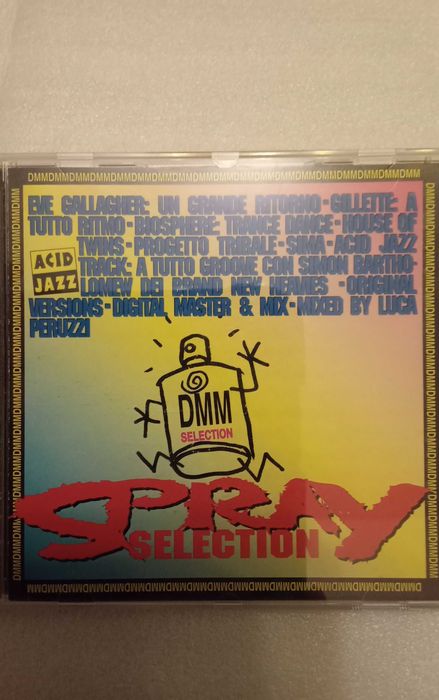 DMMDMMDMMDMMDMMDMMDMMDMMDMMDMMDMMDMMDMMDMMDMMDMMDMMDMM
EVE GALLAGHER: UN GRANDE RITORNO-GILLETTE: A
TUTTO RITMO-BIOSPHERE: TRANCE DANCE-HOUSE OF
TWINS-PROGETTO TRIBALE-SIMA-ACID JAZZ
TRACK: A TUTTO GROOVE CON SIMON BARTHO-
LOMEW DEI BRAND NEW HEAVIES -ORIGINAL
VERSIONS-DIGITAL MASTER & MIX-MIXED BY LUCA
PERUZZI
ACID
JAZZ
DMM
SELECTION
SPRAY
SELECTION